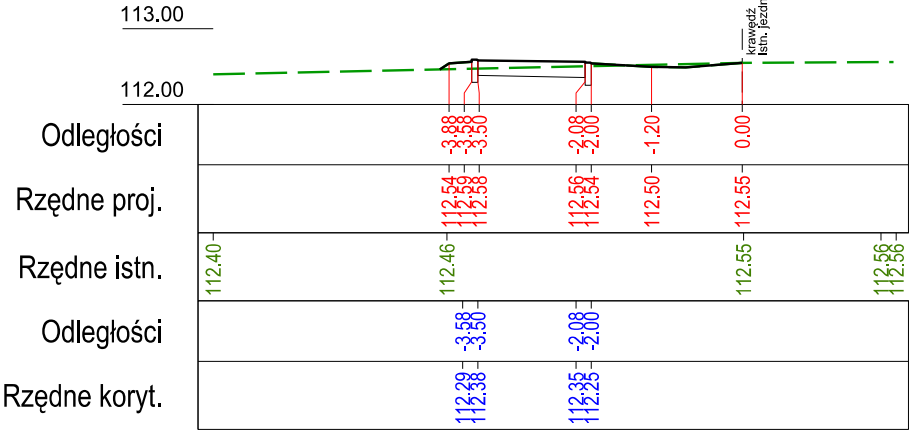 113.00
krawędź
Istn. jezdn
112.00
Odległości
-3.88 -3.58 -3.50 -2.08 -2.00 -1.20 0.00
Rzędne proj.
112.54 112.59 112.58 112.56 112.54 112.50 112.55
Rzędne istn.
112.40 112.46 112.55 112.56 112.56
Odległości
-3.58 -3.50 -2.08 -2.00
Rzędne koryt.
112.29 112.38 112.35 112.25